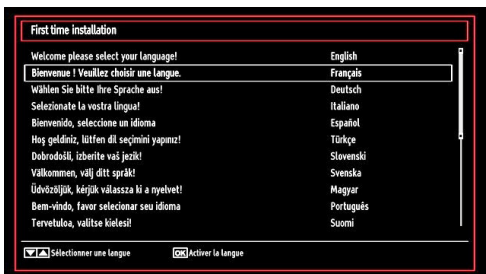 First time installation
Welcome please select your language! English
Bienvenue ! Veuillez choisir une langue. Français
Wählen Sie bitte Ihre Sprache aus! Deutsch
Selezionate la vostra lingua! Italiano
Bienvenido, seleccione un idioma Español
Hoş geldiniz, lütfen dil seçimini yapınız! Türkçe
Dobrodošli, izberite vaš jezik! Slovenski
Välkommen, välj ditt språk! Svenska
Üdvözöljük, kérjük válassza ki a nyelvet! Magyar
Bem-vindo, favor selecionar seu idioma Português
Tervetuloa, valitse kielesi! Suomi
Sélectionner une langue OK Activer la langue